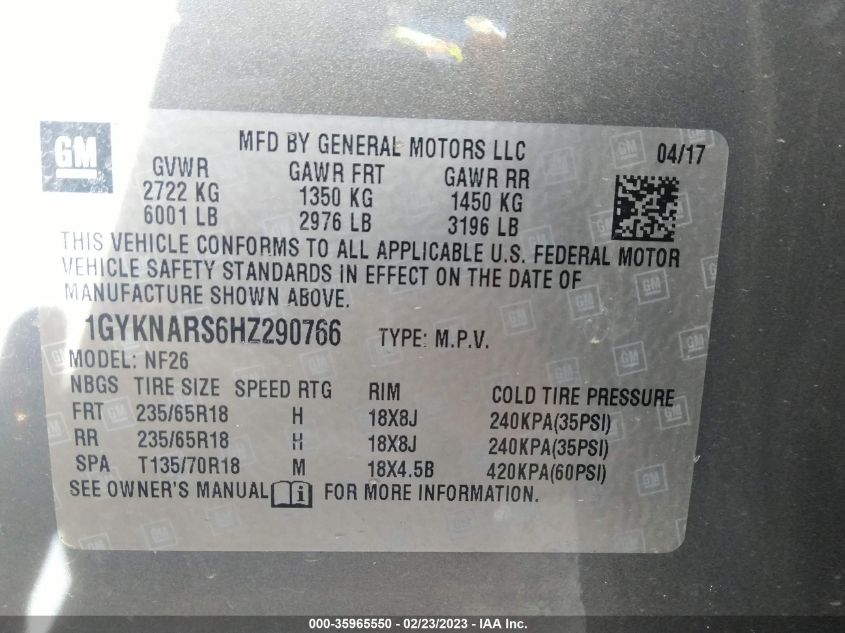 GM
MFD BY GENERAL MOTORS LLC 04/17
GVWR GAWR FRT GAWR RR
2722 KG 1350 KG 1450 KG
6001 LB 2976 LB 3196 LB
THIS VEHICLE CONFORMS TO ALL APPLICABLE U.S. FEDERAL MOTOR
VEHICLE SAFETY STANDARDS IN EFFECT ON THE DATE OF
MANUFACTURE SHOWN ABOVE.
1GYKNARS6HZ290766 TYPE: M.P.V.
MODEL: NF26
NBGS TIRE SIZE SPEED RTG RIM COLD TIRE PRESSURE
FRT 235/65R18 H 18X8J 240KPA(35PSI)
RR 235/65R18 H 18X8J 240KPA(35PSI)
SPA T135/70R18 M 18X4.5B 420KPA(60PSI)
SEE OWNER'S MANUAL i FOR MORE INFORMATION.
000-35965550 - 02/23/2023 - IAA Inc.